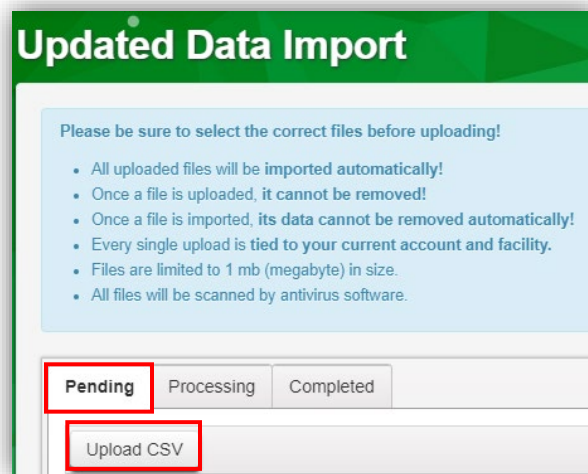 Updated Data Import
Please be sure to select the correct files before uploading!
All uploaded files will be imported automatically!
Once a file is uploaded, it cannot be removed!
Once a file is imported, its data cannot be removed automatically!
Every single upload is tied to your current account and facility.
Files are limited to 1 mb (megabyte) in size.
All files will be scanned by antivirus software.
Pending Processing Completed
Upload CSV